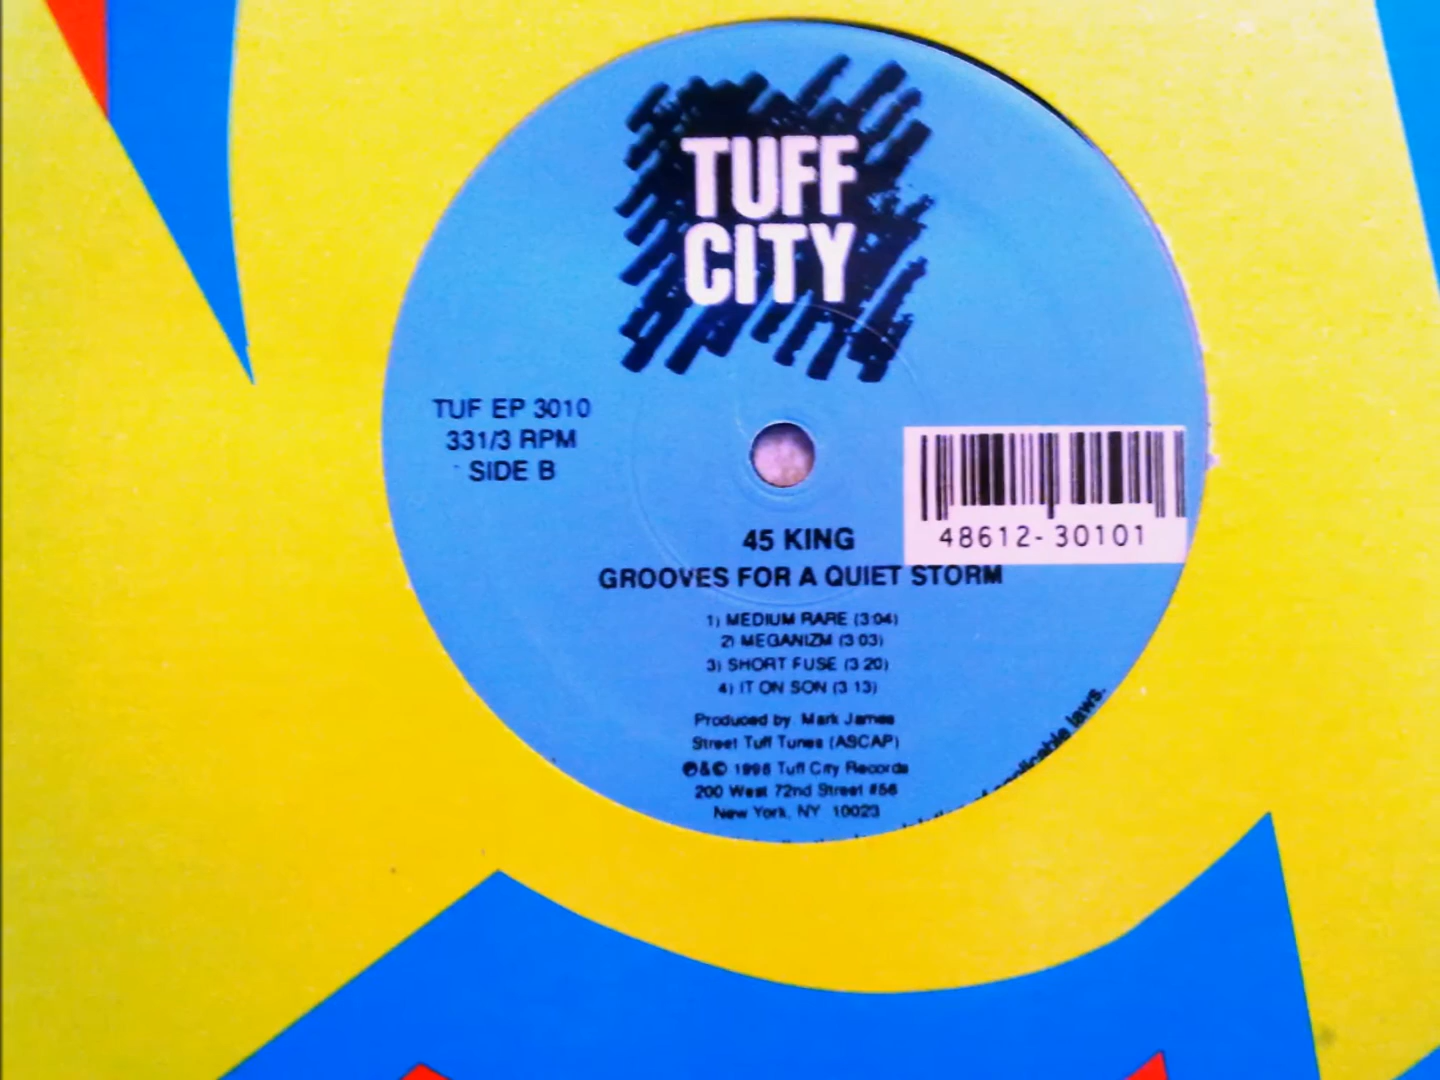 TUFF
CITY
TUF EP 3010
331/3 RPM
SIDE B
48612-30101
45 KING
GROOVES FOR A QUIET STORM
1) MEDIUM RARE (3:04)
2) MEGANIZM (3:03)
3) SHORT FUSE (3:20)
4) IT ON SON (3:13)
Produced by: Mark James
Street Tuff Tunes (ASCAP)
℗&© 1996 Tuff City Records
200 West 72nd Street #56
New York, NY 10023
of applicable laws.